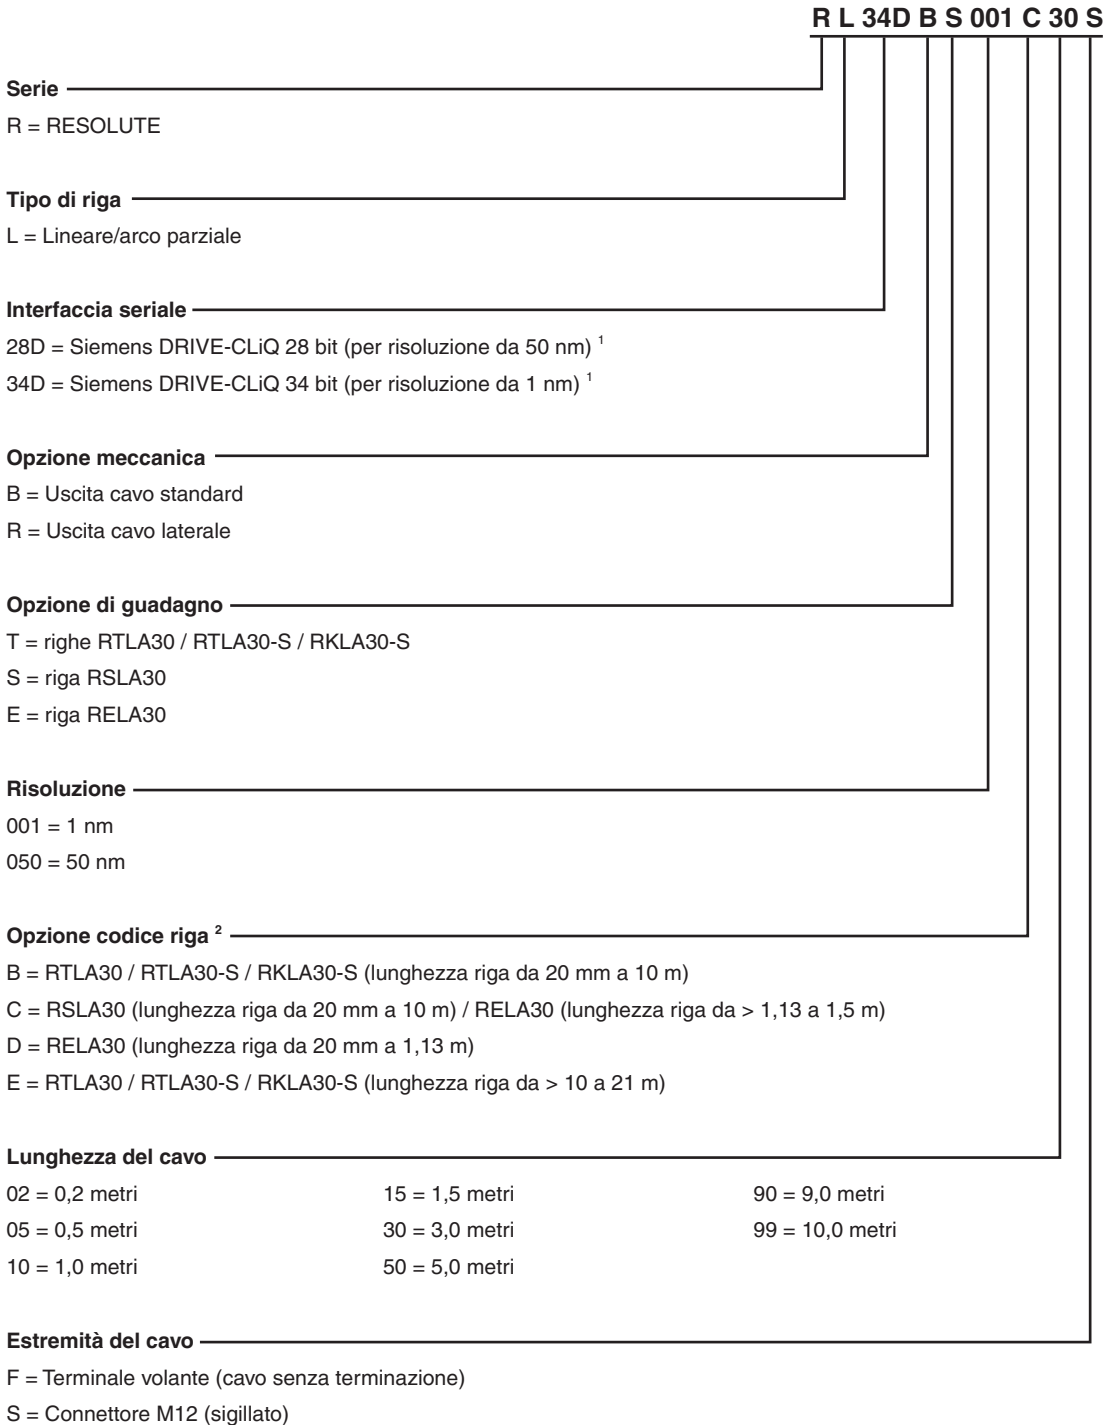 R L 34D B S 001 C 30 S
Serie
R = RESOLUTE
Tipo di riga
L = Lineare/arco parziale
Interfaccia seriale
28D = Siemens DRIVE-CLiQ 28 bit (per risoluzione da 50 nm) 1
34D = Siemens DRIVE-CLiQ 34 bit (per risoluzione da 1 nm) 1
Opzione meccanica
B = Uscita cavo standard
R = Uscita cavo laterale
Opzione di guadagno
T = righe RTLA30 / RTLA30-S / RKLA30-S
S = riga RSLA30
E = riga RELA30
Risoluzione
001 = 1 nm
050 = 50 nm
Opzione codice riga 2
B = RTLA30 / RTLA30-S / RKLA30-S (lunghezza riga da 20 mm a 10 m)
C = RSLA30 (lunghezza riga da 20 mm a 10 m) / RELA30 (lunghezza riga da > 1,13 a 1,5 m)
D = RELA30 (lunghezza riga da 20 mm a 1,13 m)
E = RTLA30 / RTLA30-S / RKLA30-S (lunghezza riga da > 10 a 21 m)
Lunghezza del cavo
02 = 0,2 metri 15 = 1,5 metri 90 = 9,0 metri
05 = 0,5 metri 30 = 3,0 metri 99 = 10,0 metri
10 = 1,0 metri 50 = 5,0 metri
Estremità del cavo
F = Terminale volante (cavo senza terminazione)
S = Connettore M12 (sigillato)